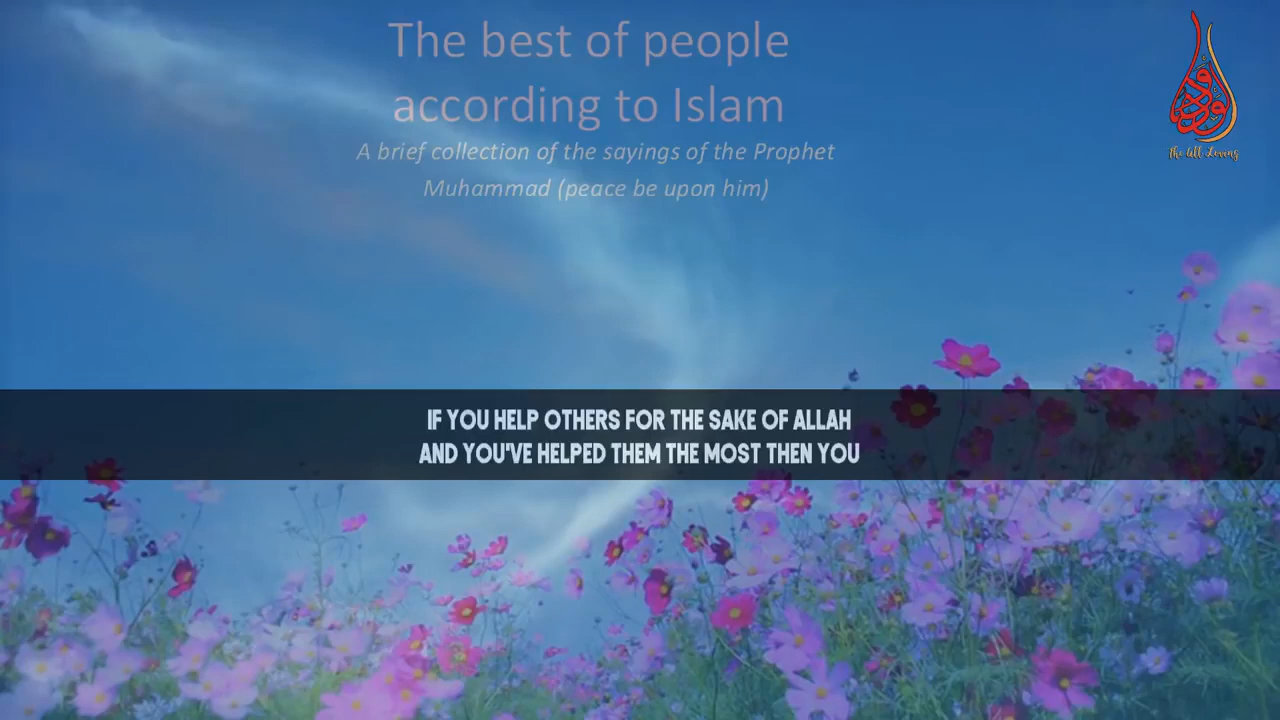 The best of people
according to Islam
A brief collection of the sayings of the Prophet
Muhammad (peace be upon him)
الودود
The All-Loving
IF YOU HELP OTHERS FOR THE SAKE OF ALLAH
AND YOU'VE HELPED THEM THE MOST THEN YOU